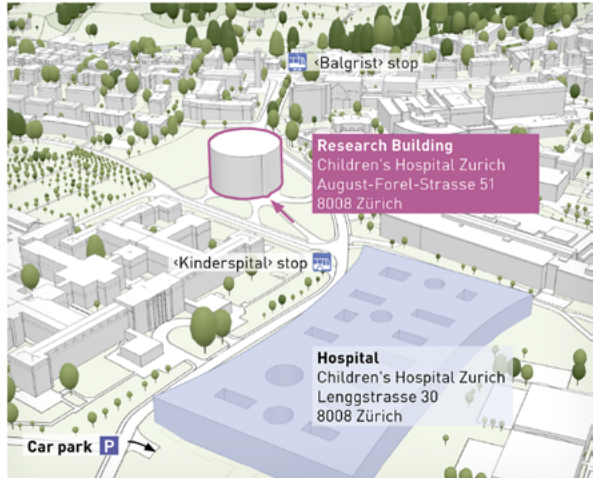 ‹Balgrist› stop
Research Building
Children's Hospital Zurich
August-Forel-Strasse 51
8008 Zürich
‹Kinderspital› stop
Hospital
Children's Hospital Zurich
Lenggstrasse 30
8008 Zürich
Car park P